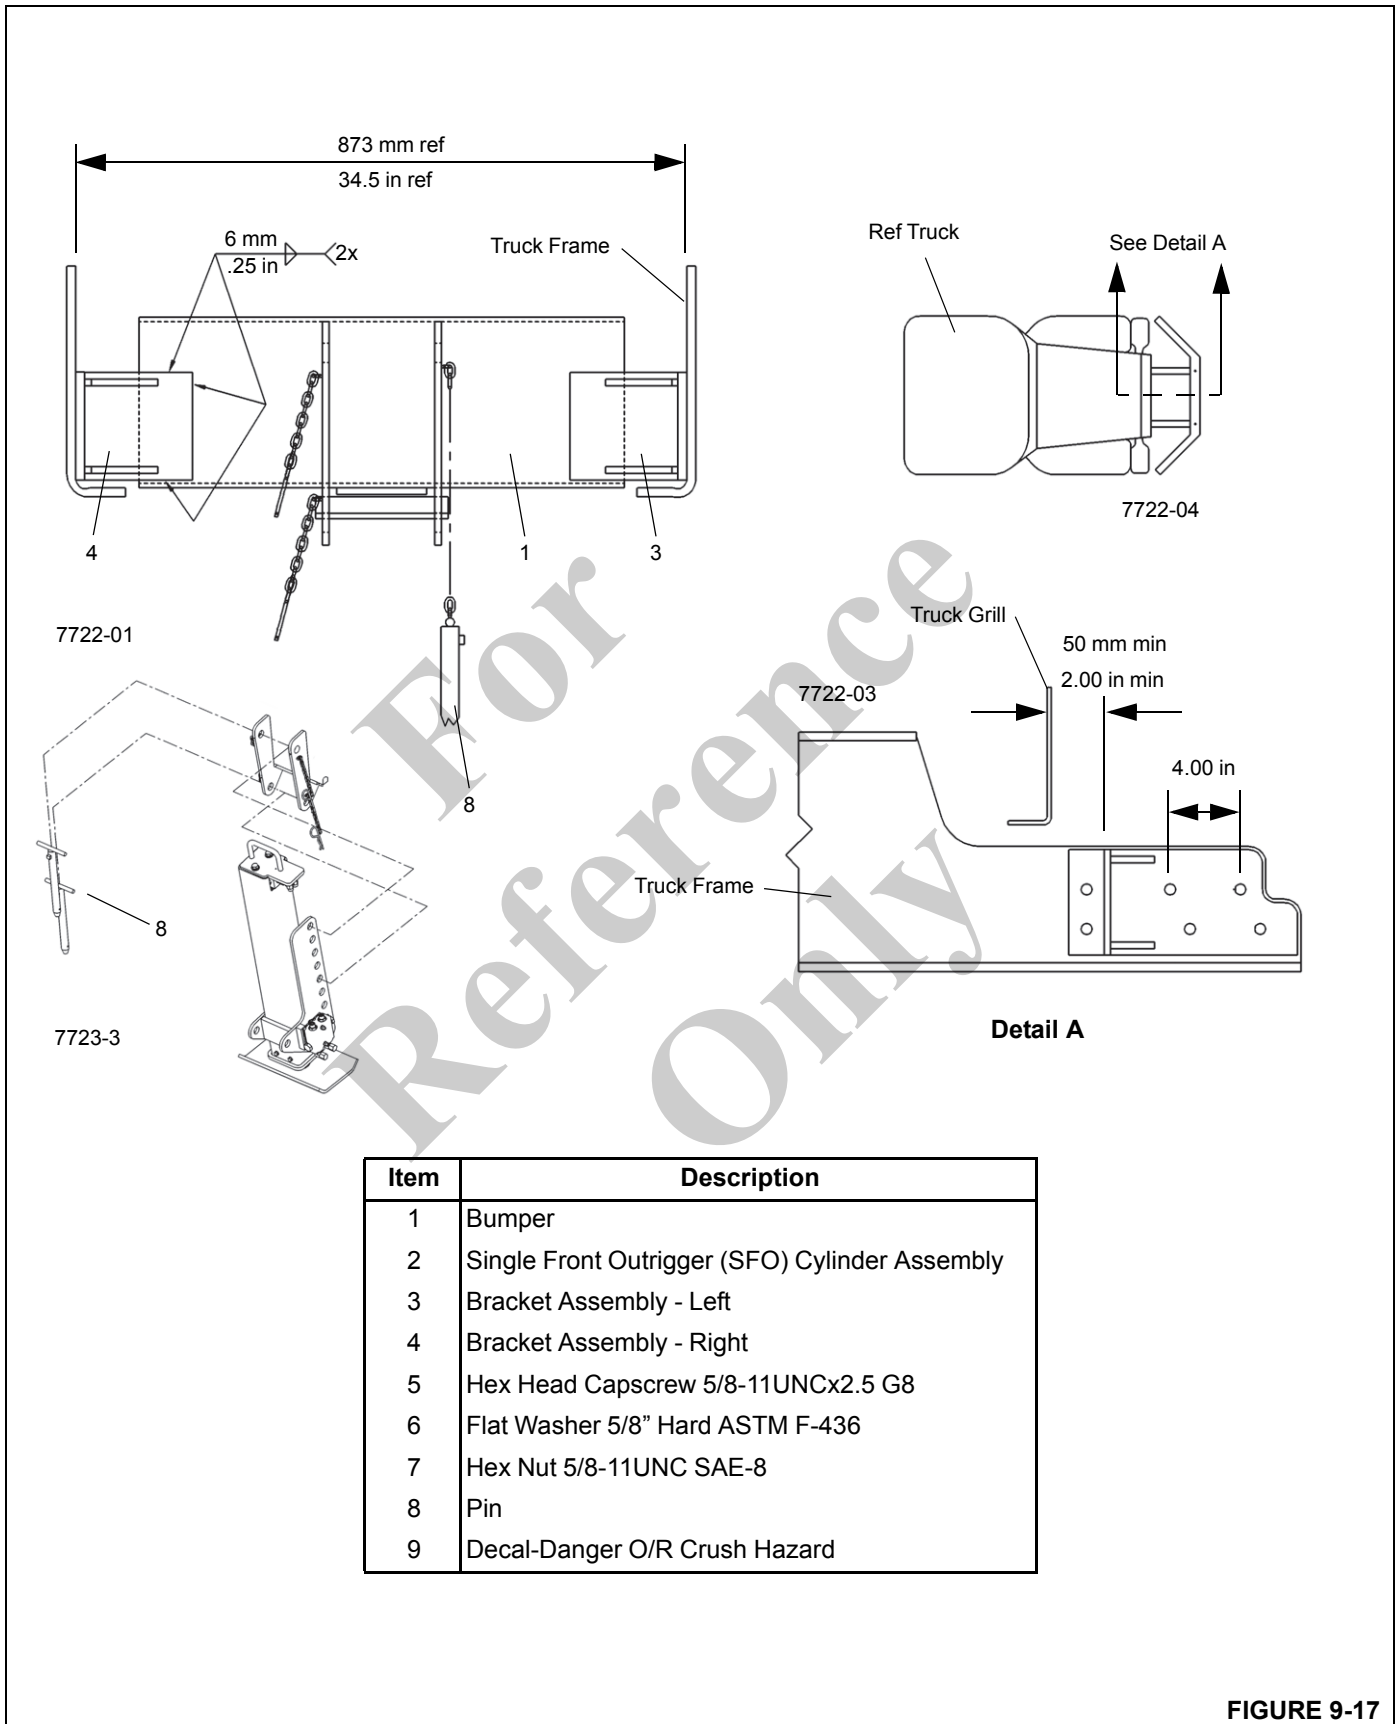 873 mm ref
34.5 in ref
6 mm
.25 in
2x
Truck Frame
4
1
3
7722-01
8
Ref Truck
See Detail A
7722-04
Truck Grill
50 mm min
2.00 in min
7722-03
4.00 in
Truck Frame
Detail A
8
7723-3
For
Reference
Only
Item Description
1 Bumper
2 Single Front Outrigger (SFO) Cylinder Assembly
3 Bracket Assembly - Left
4 Bracket Assembly - Right
5 Hex Head Capscrew 5/8-11UNCx2.5 G8
6 Flat Washer 5/8” Hard ASTM F-436
7 Hex Nut 5/8-11UNC SAE-8
8 Pin
9 Decal-Danger O/R Crush Hazard
FIGURE 9-17